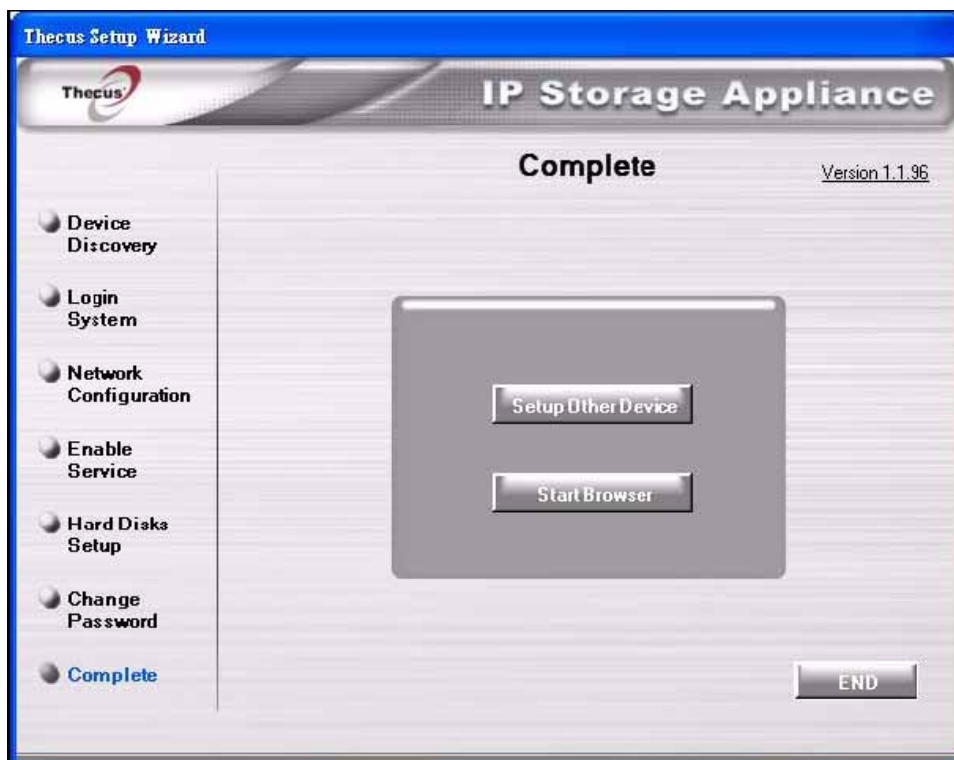 Thecus Setup Wizard
Thecus
IP Storage Appliance
Complete
Version 1.1.96
Device
Discovery
Login
System
Network
Configuration
Enable
Service
Hard Disks
Setup
Change
Password
Complete
Setup Other Device
Start Browser
END